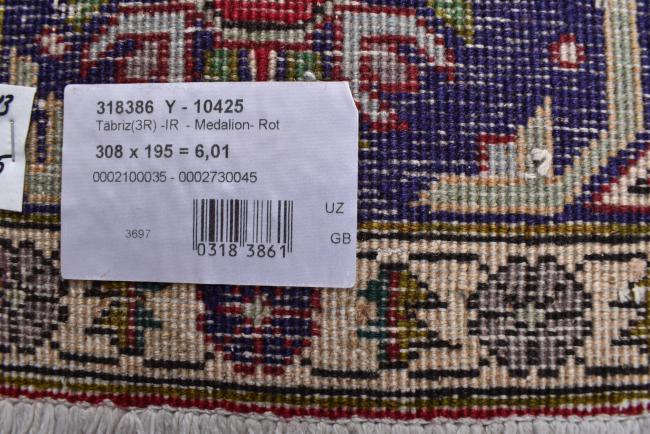 318386 Y - 10425
Täbriz(3R) -IR - Medalion- Rot
308 x 195 = 6,01
0002100035 - 0002730045
UZ
3697
GB
0318 3861